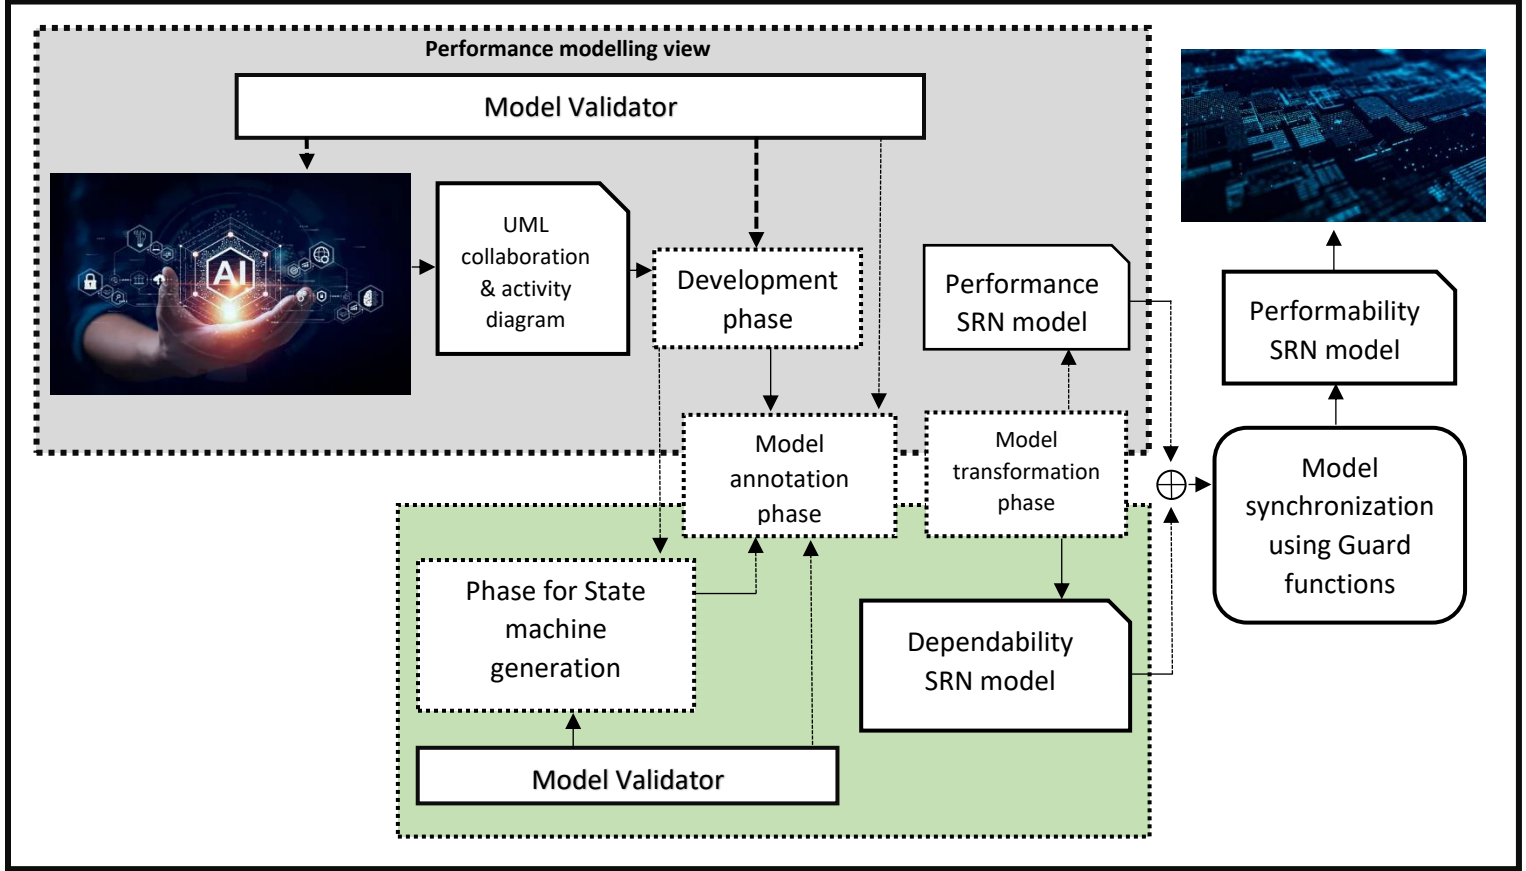 Performance modelling view
Model Validator
AI
UML
collaboration
& activity
diagram
Development
phase
Performance
SRN model
Performability
SRN model
Model
annotation
phase
Model
transformation
phase
Model
synchronization
using Guard
functions
Phase for State
machine
generation
Dependability
SRN model
Model Validator